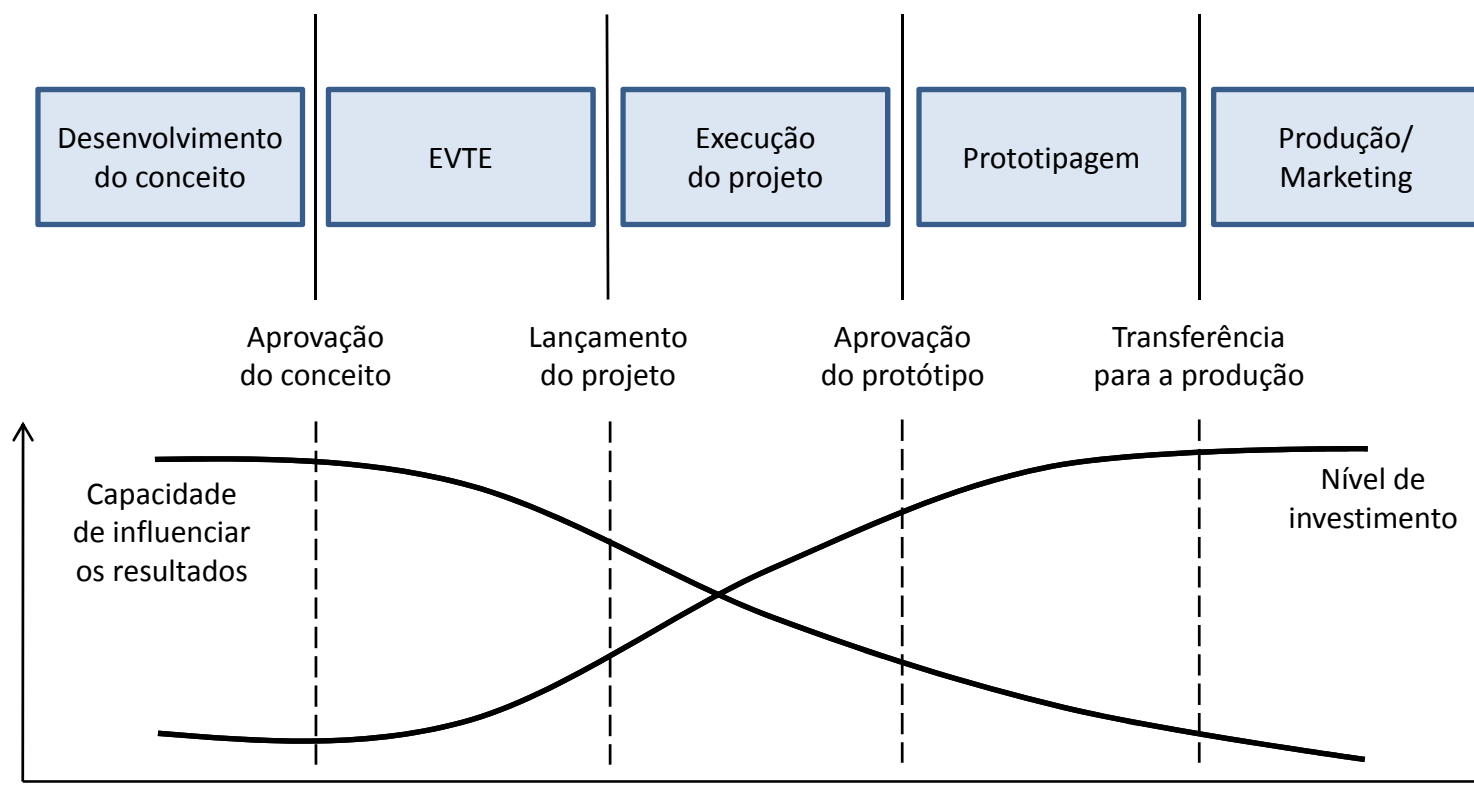 Desenvolvimento
do conceito
EVTE
Execução
do projeto
Prototipagem
Produção/
Marketing
Aprovação
do conceito
Lançamento
do projeto
Aprovação
do protótipo
Transferência
para a produção
Capacidade
de influenciar
os resultados
Nível de
investimento